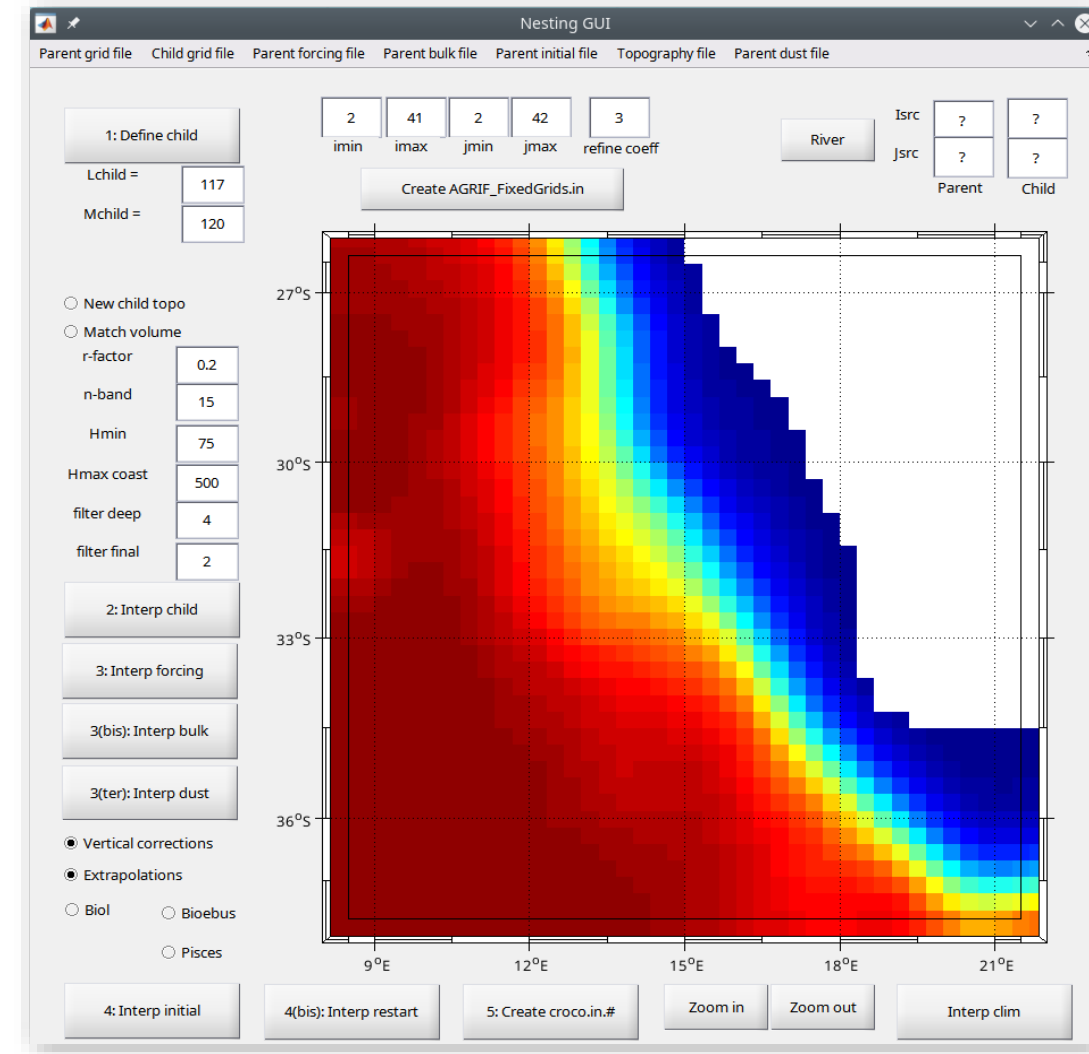 Nesting GUI
Parent grid file Child grid file Parent forcing file Parent bulk file Parent initial file Topography file Parent dust file
1: Define child
Lchild = 117
Mchild = 120
2 41 2 42 3
imin imax jmin jmax refine coeff
Create AGRIF_FixedGrids.in
River
Isrc ? ?
Jsrc ? ?
Parent Child
New child topo
Match volume
r-factor 0.2
n-band 15
Hmin 75
Hmax coast 500
filter deep 4
filter final 2
2: Interp child
3: Interp forcing
3(bis): Interp bulk
3(ter): Interp dust
Vertical corrections
Extrapolations
Biol Bioebus
Pisces
27°S
30°S
33°S
36°S
9°E 12°E 15°E 18°E 21°E
4: Interp initial 4(bis): Interp restart 5: Create croco.in.# Zoom in Zoom out Interp clim